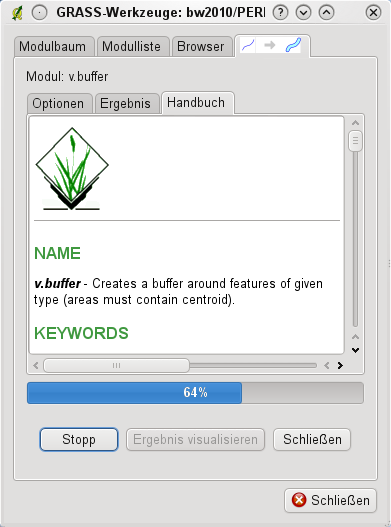 GRASS-Werkzeuge: bw2010/PERI
Modulbaum Modulliste Browser
Modul: v.buffer
Optionen Ergebnis Handbuch
NAME
v.buffer - Creates a buffer around features of given
type (areas must contain centroid).
KEYWORDS
64%
Stopp Ergebnis visualisieren Schließen
Schließen